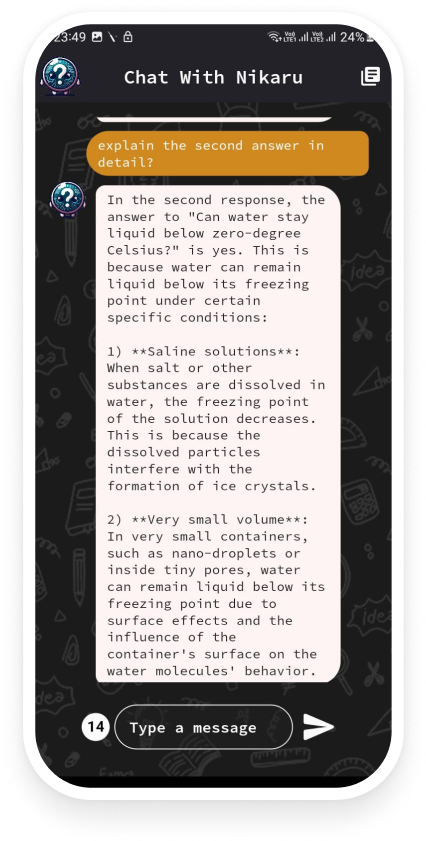 23:49 Vo)) LTE1 Vo)) LTE2 24%
Chat With Nikaru
explain the second answer in
detail?
In the second response, the
answer to "Can water stay
liquid below zero-degree
Celsius?" is yes. This is
because water can remain
liquid below its freezing
point under certain
specific conditions:
1) **Saline solutions**:
When salt or other
substances are dissolved in
water, the freezing point
of the solution decreases.
This is because the
dissolved particles
interfere with the
formation of ice crystals.
2) **Very small volume**:
In very small containers,
such as nano-droplets or
inside tiny pores, water
can remain liquid below its
freezing point due to
surface effects and the
influence of the
container's surface on the
water molecules' behavior.
14 Type a message